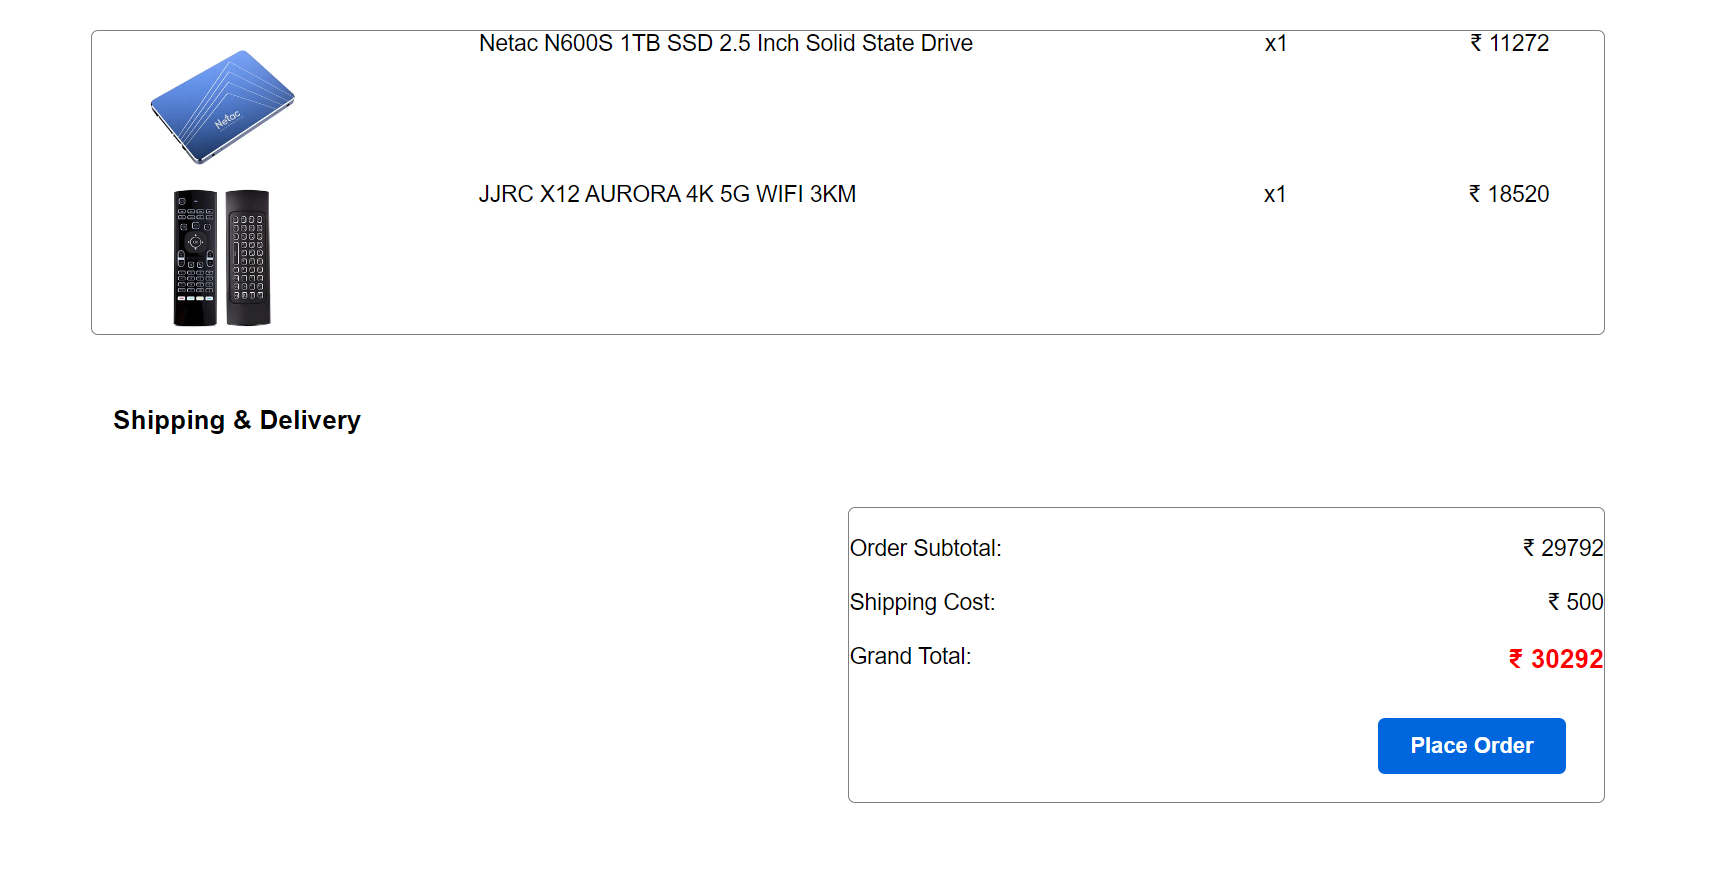 Netac N600S 1TB SSD 2.5 Inch Solid State Drive x1 ₹ 11272
Netac
JJRC X12 AURORA 4K 5G WIFI 3KM x1 ₹ 18520
Shipping & Delivery
Order Subtotal: ₹ 29792
Shipping Cost: ₹ 500
Grand Total: ₹ 30292
Place Order